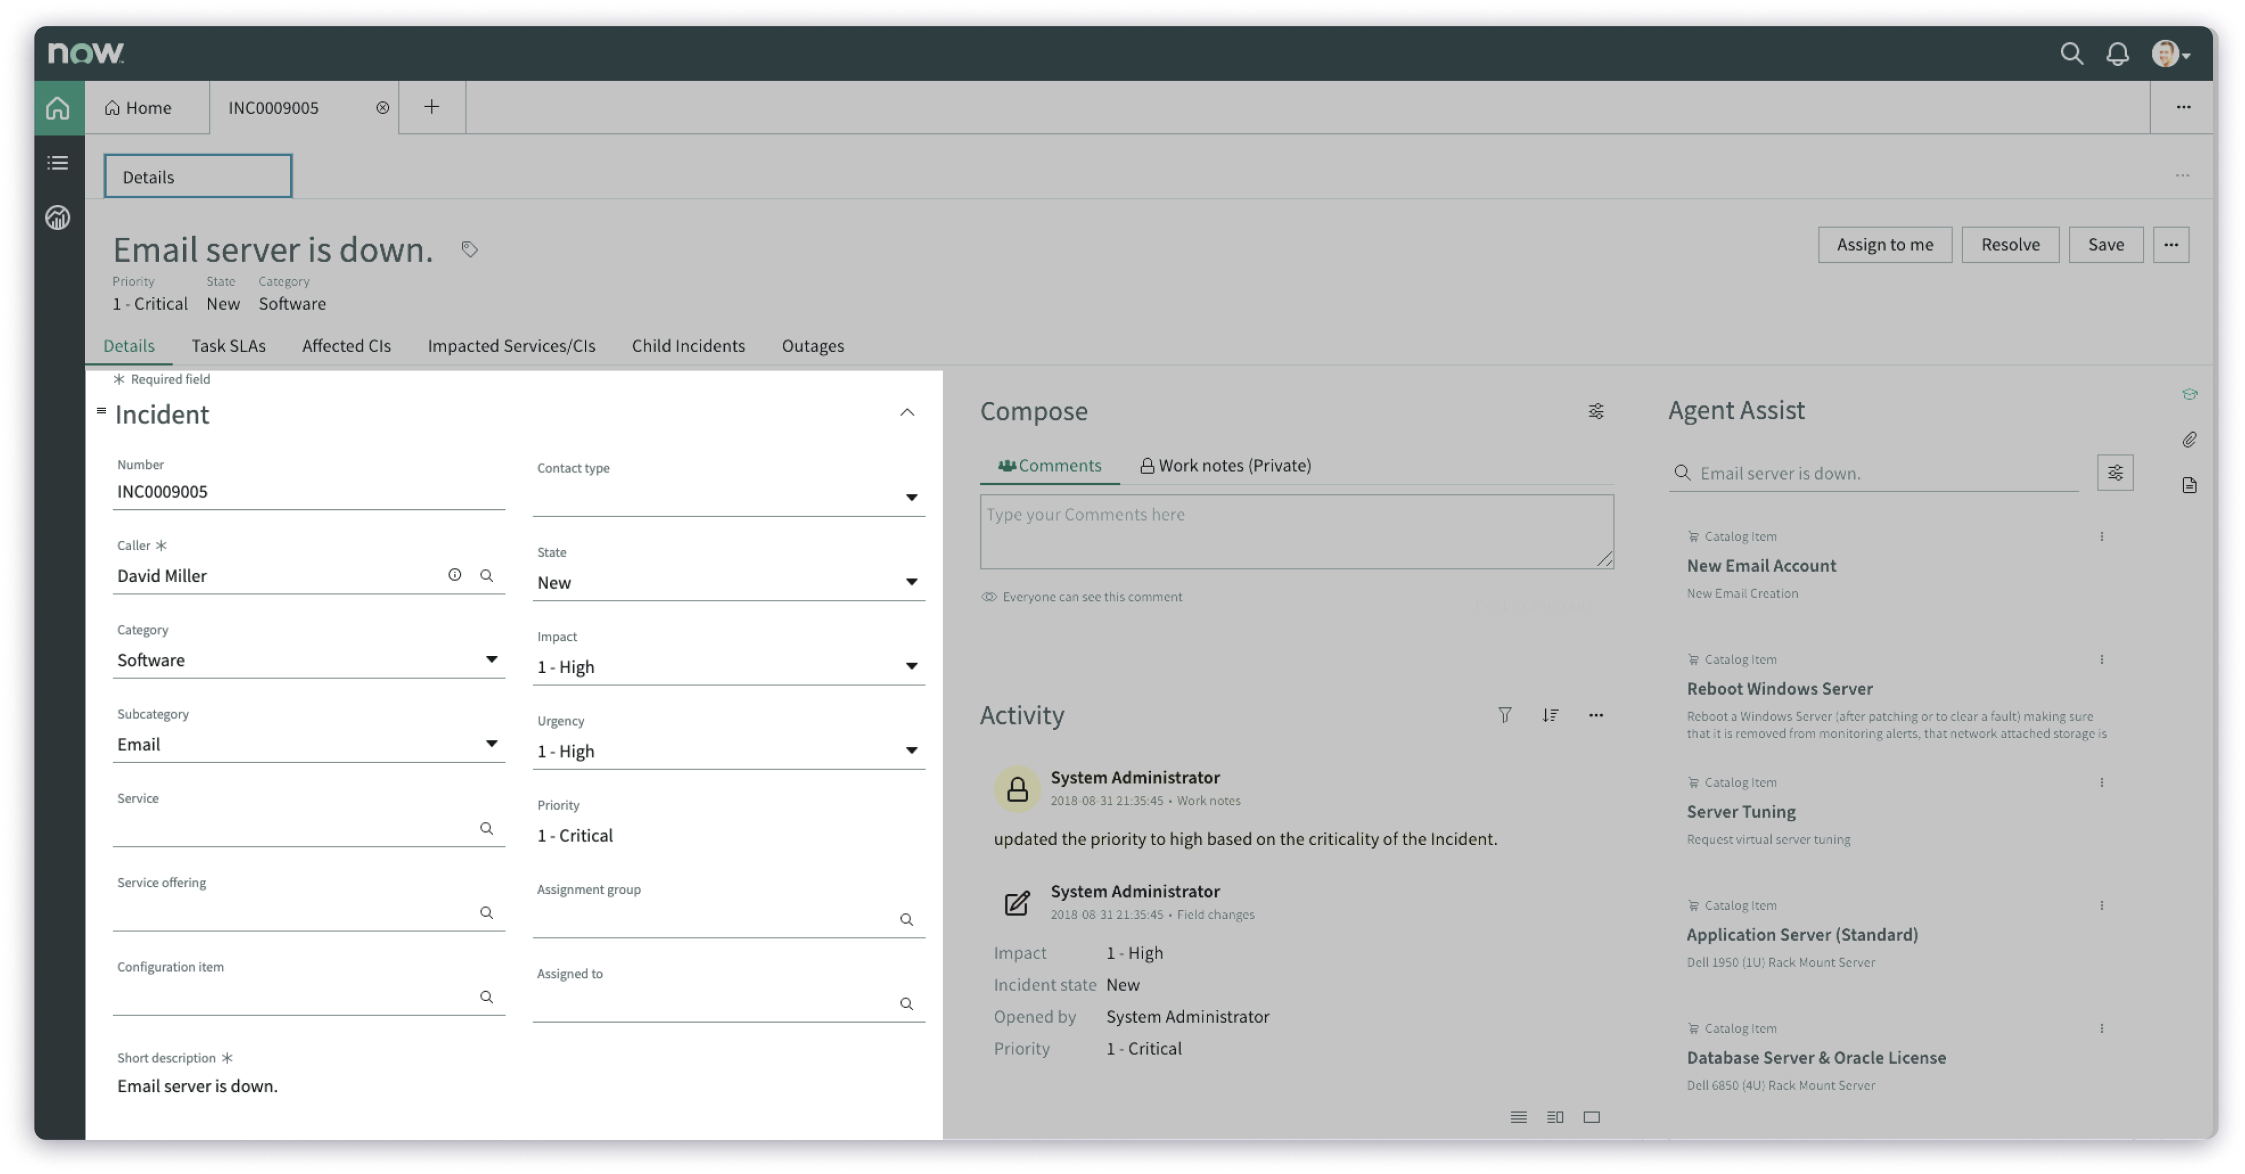 now.
Home
INC0009005
Details
Email server is down.
Assign to me
Resolve
Save
Priority State Category
1 - Critical New Software
Details Task SLAs Affected CIs Impacted Services/CIs Child Incidents Outages
Required field
Incident
Number
INC0009005
Caller
David Miller
Category
Software
Subcategory
Email
Service
Service offering
Configuration item
Short description
Email server is down.
Contact type
State
New
Impact
1 - High
Urgency
1 - High
Priority
1 - Critical
Assignment group
Assigned to
Compose
Comments
Work notes (Private)
Type your Comments here
Everyone can see this comment
Activity
System Administrator
2018-08-31 21:35:45 • Work notes
updated the priority to high based on the criticality of the Incident.
System Administrator
2018-08-31 21:35:45 • Field changes
Impact 1 - High
Incident state New
Opened by System Administrator
Priority 1 - Critical
Agent Assist
Email server is down.
Catalog Item
New Email Account
New Email Creation
Catalog Item
Reboot Windows Server
Reboot a Windows Server (after patching or to clear a fault) making sure
that it is removed from monitoring alerts, that network attached storage is
Catalog Item
Server Tuning
Request virtual server tuning
Catalog Item
Application Server (Standard)
Dell 1950 (1U) Rack Mount Server
Catalog Item
Database Server & Oracle License
Dell 6850 (4U) Rack Mount Server